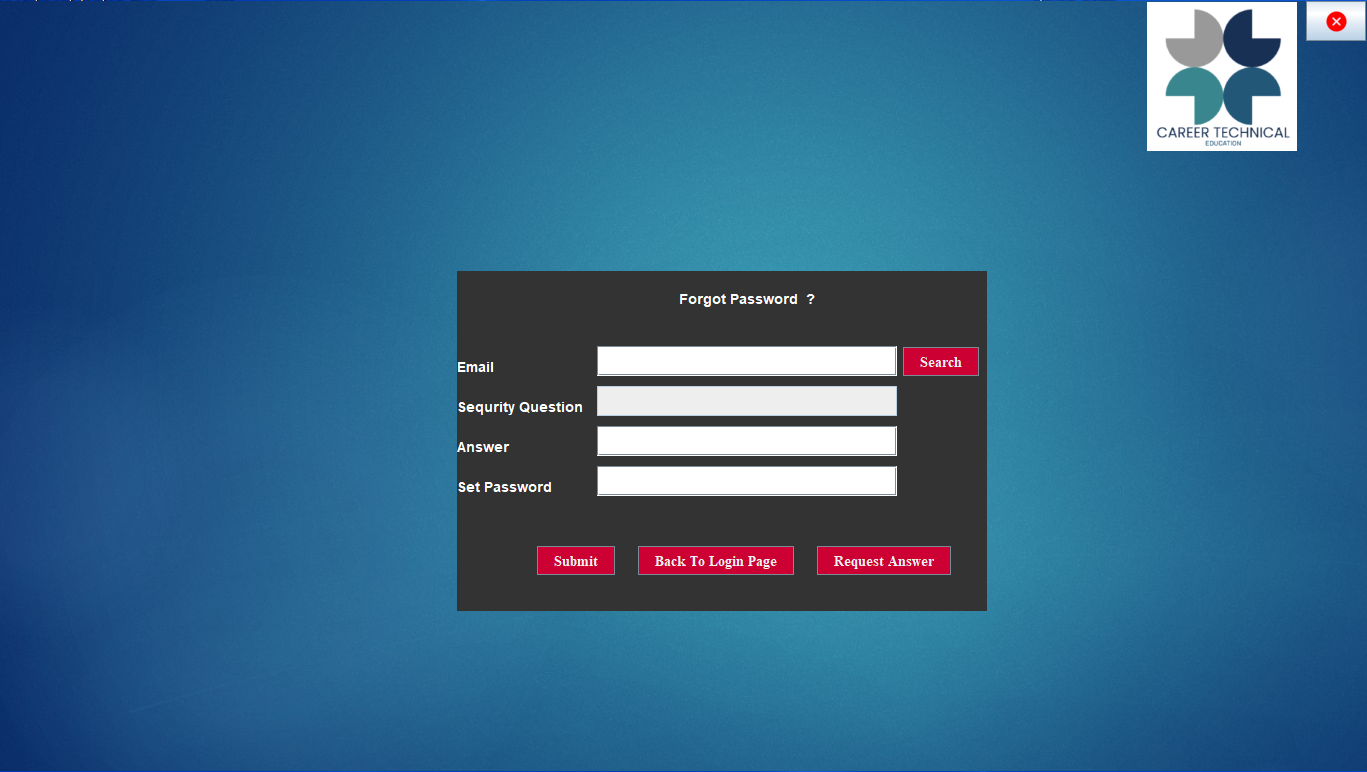 CAREER TECHNICAL
EDUCATION
Forgot Password ?
Email
Search
Sequrity Question
Answer
Set Password
Submit
Back To Login Page
Request Answer